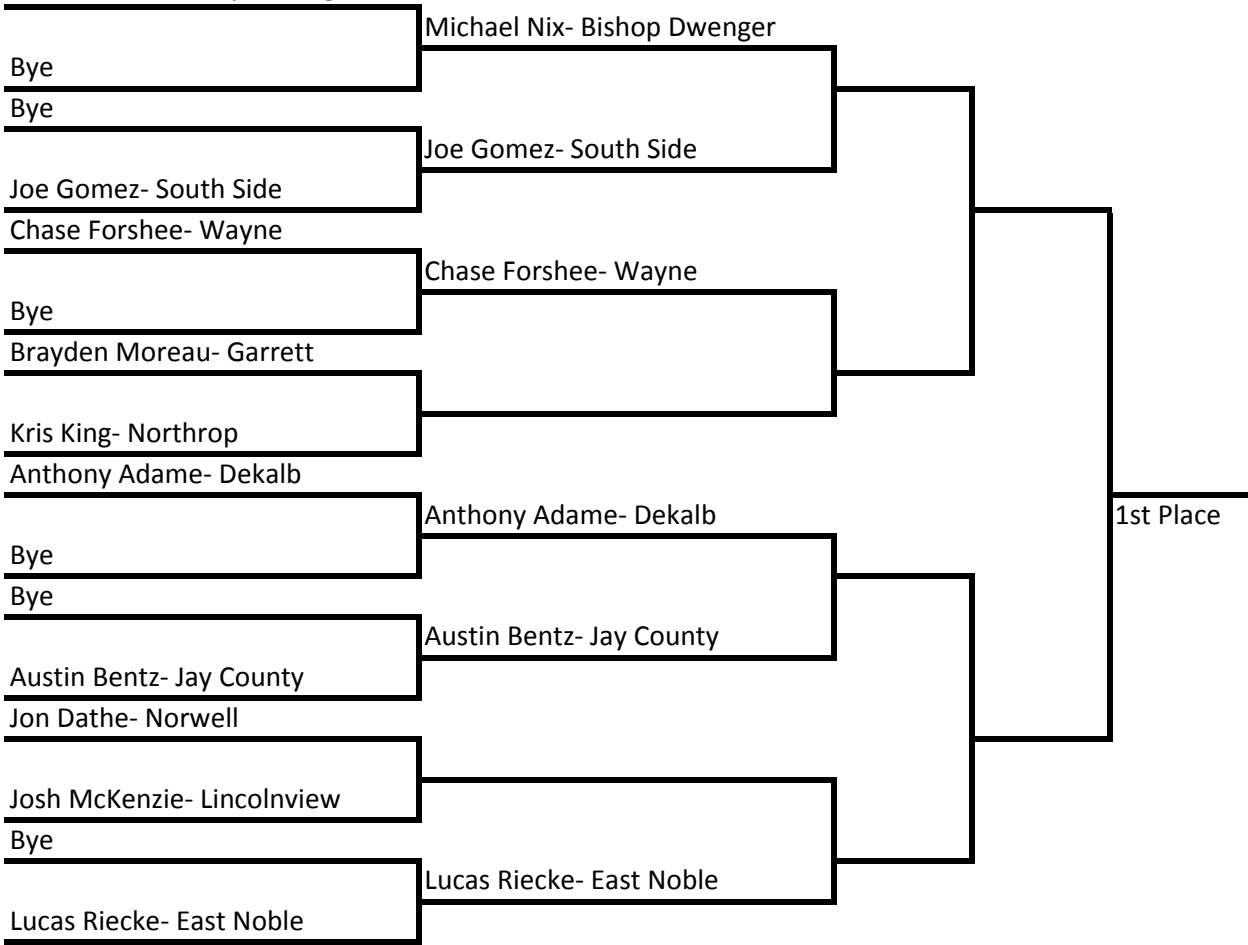 Bye
Bye
Joe Gomez- South Side
Chase Forshee- Wayne
Bye
Brayden Moreau- Garrett
Kris King- Northrop
Anthony Adame- Dekalb
Bye
Bye
Austin Bentz- Jay County
Jon Dathe- Norwell
Josh McKenzie- Lincolnview
Bye
Lucas Riecke- East Noble
Michael Nix- Bishop Dwenger
Joe Gomez- South Side
Chase Forshee- Wayne
Anthony Adame- Dekalb
Austin Bentz- Jay County
Lucas Riecke- East Noble
1st Place